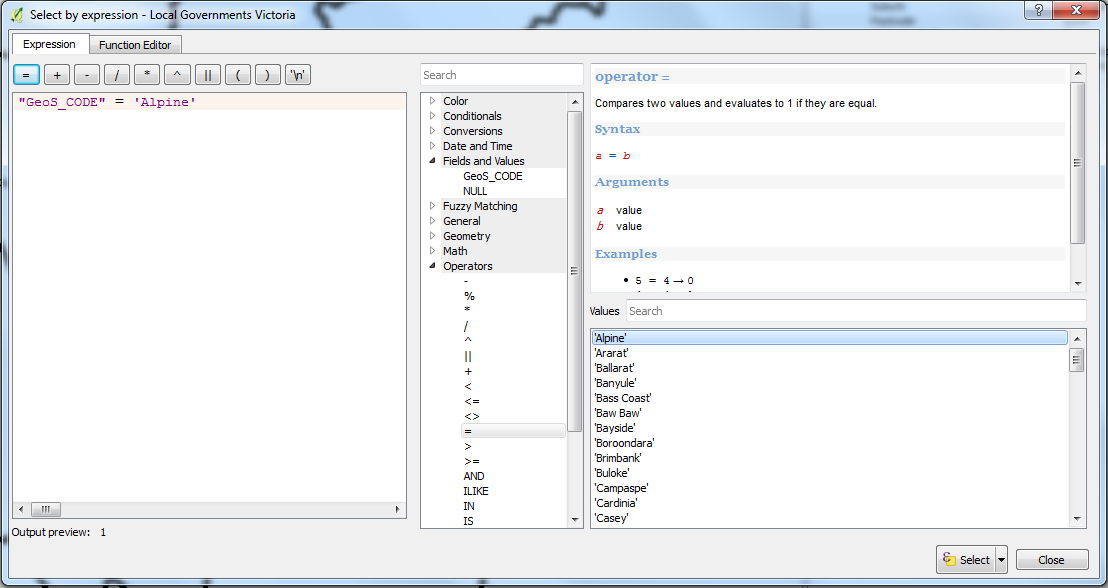 Select by expression - Local Governments Victoria
Expression
Function Editor
= + - / * ^ || ( ) '\n'
"GeoS_CODE" = 'Alpine'
Output preview: 1
Search
Color
Conditionals
Conversions
Date and Time
Fields and Values
GeoS_CODE
NULL
Fuzzy Matching
General
Geometry
Math
Operators
-
%
*
/
^
||
+
<
<=
<>
=
>
>=
AND
ILIKE
IN
IS
operator =
Compares two values and evaluates to 1 if they are equal.
Syntax
a = b
Arguments
a value
b value
Examples
• 5 = 4 → 0
Values Search
'Alpine'
'Ararat'
'Ballarat'
'Banyule'
'Bass Coast'
'Baw Baw'
'Bayside'
'Boroondara'
'Brimbank'
'Buloke'
'Campaspe'
'Cardinia'
'Casey'
Select
Close